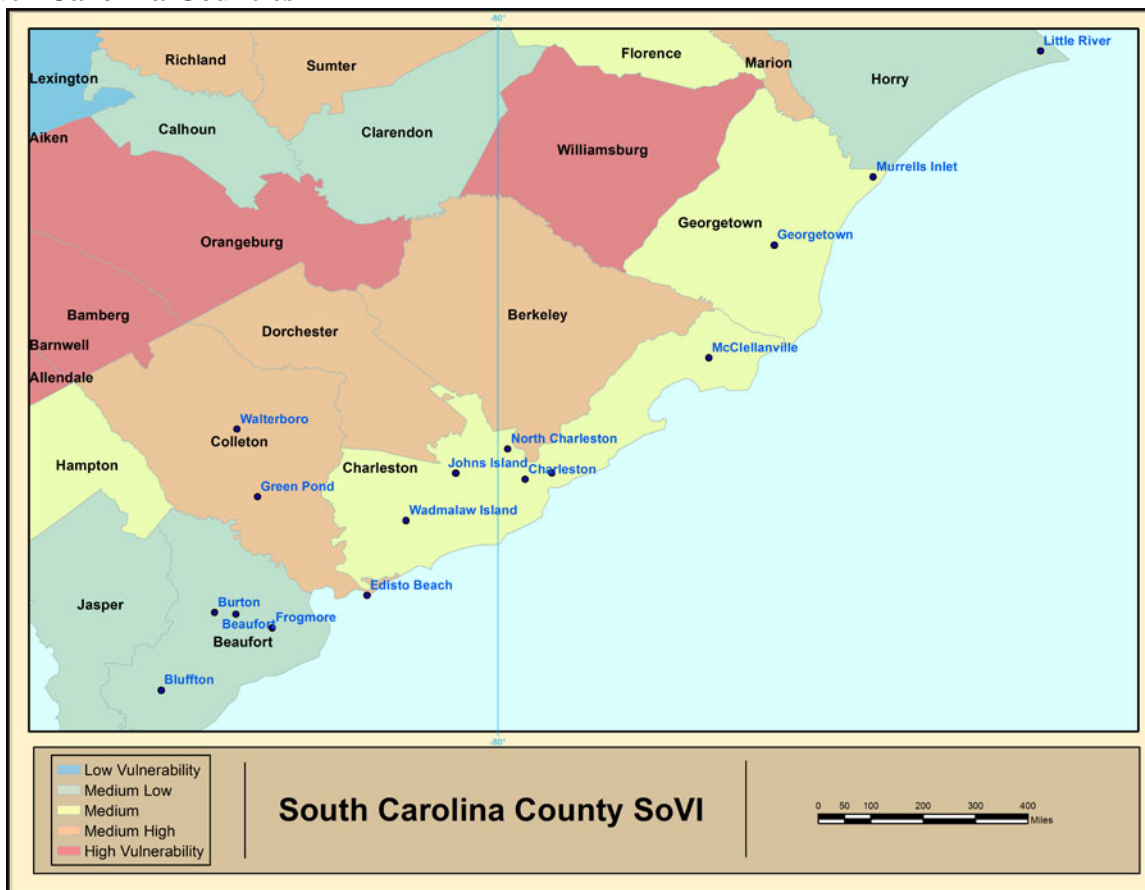 -80°
Little River
Florence
Richland
Sumter
Marion
Lexington
Horry
Calhoun
Clarendon
Aiken
Williamsburg
Murrells Inlet
Georgetown
Georgetown
Orangeburg
Bamberg
Berkeley
Dorchester
Barnwell
McClellanville
Allendale
Walterboro
Colleton
North Charleston
Hampton
Charleston
Johns Island
Charleston
Green Pond
Wadmalaw Island
Edisto Beach
Jasper
Burton
Beaufort
Frogmore
Beaufort
Bluffton
-80°
Low Vulnerability
Medium Low
Medium
Medium High
High Vulnerability
South Carolina County SoVI
0 50 100 200 300 400
Miles